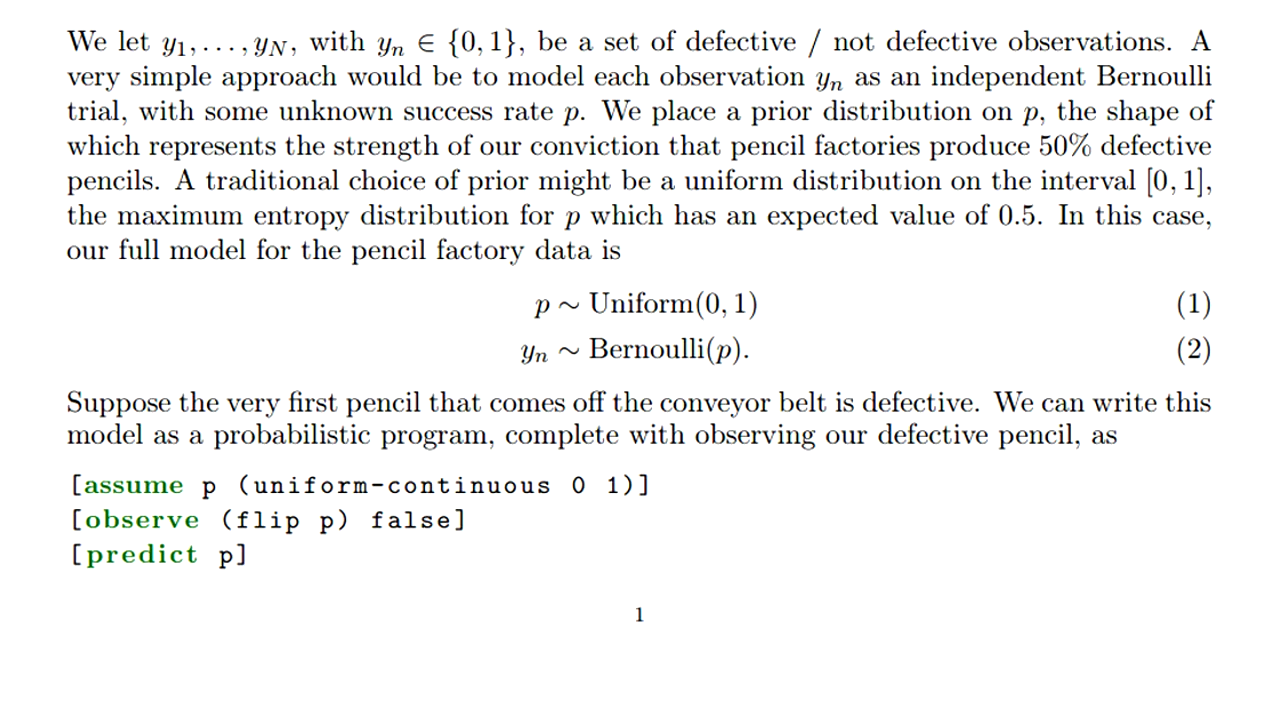 We let y₁, . . . , y_N, with yₙ ∈ {0, 1}, be a set of defective / not defective observations. A
very simple approach would be to model each observation yₙ as an independent Bernoulli
trial, with some unknown success rate p. We place a prior distribution on p, the shape of
which represents the strength of our conviction that pencil factories produce 50% defective
pencils. A traditional choice of prior might be a uniform distribution on the interval [0, 1],
the maximum entropy distribution for p which has an expected value of 0.5. In this case,
our full model for the pencil factory data is
p ∼ Uniform(0, 1) (1)
yₙ ∼ Bernoulli(p). (2)
Suppose the very first pencil that comes off the conveyor belt is defective. We can write this
model as a probabilistic program, complete with observing our defective pencil, as
[assume p (uniform-continuous 0 1)]
[observe (flip p) false]
[predict p]
1